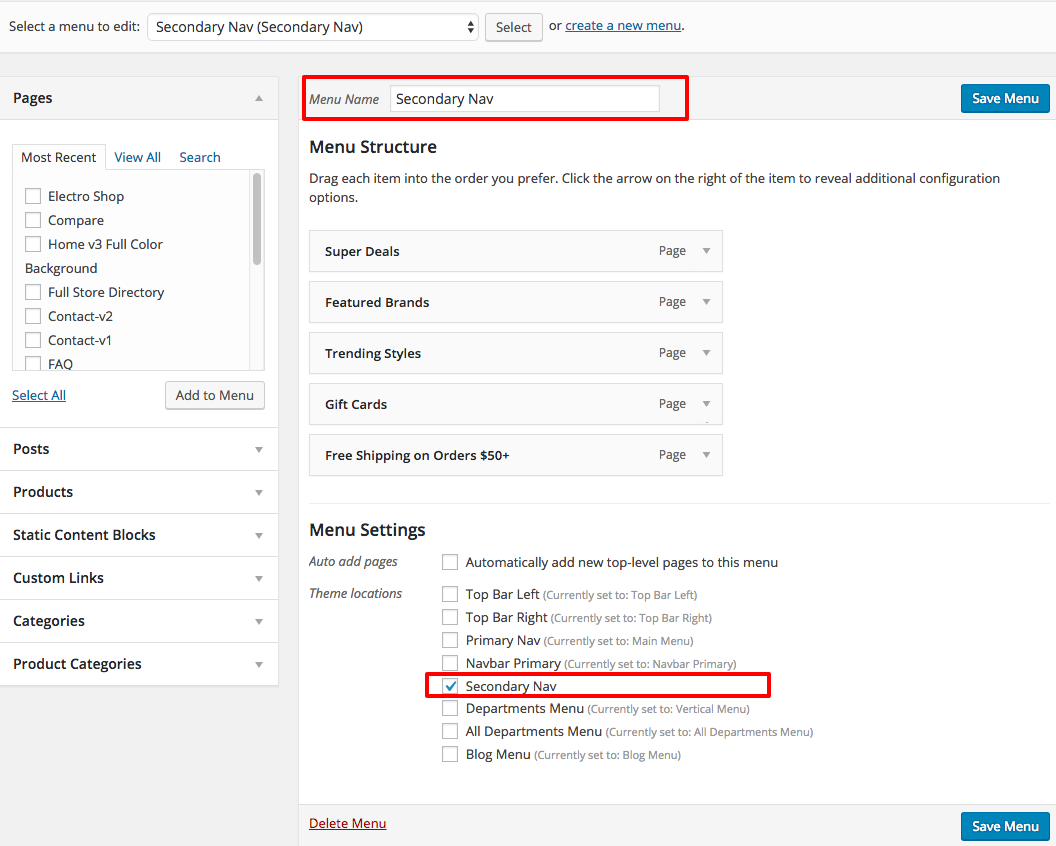 Select a menu to edit: Secondary Nav (Secondary Nav) Select or create a new menu.
Pages
Most Recent View All Search
Electro Shop
Compare
Home v3 Full Color
Background
Full Store Directory
Contact-v2
Contact-v1
FAQ
Select All Add to Menu
Posts
Products
Static Content Blocks
Custom Links
Categories
Product Categories
Menu Name Secondary Nav Save Menu
Menu Structure
Drag each item into the order you prefer. Click the arrow on the right of the item to reveal additional configuration
options.
Super Deals Page
Featured Brands Page
Trending Styles Page
Gift Cards Page
Free Shipping on Orders $50+ Page
Menu Settings
Auto add pages Automatically add new top-level pages to this menu
Theme locations Top Bar Left (Currently set to: Top Bar Left)
Top Bar Right (Currently set to: Top Bar Right)
Primary Nav (Currently set to: Main Menu)
Navbar Primary (Currently set to: Navbar Primary)
Secondary Nav
Departments Menu (Currently set to: Vertical Menu)
All Departments Menu (Currently set to: All Departments Menu)
Blog Menu (Currently set to: Blog Menu)
Delete Menu Save Menu